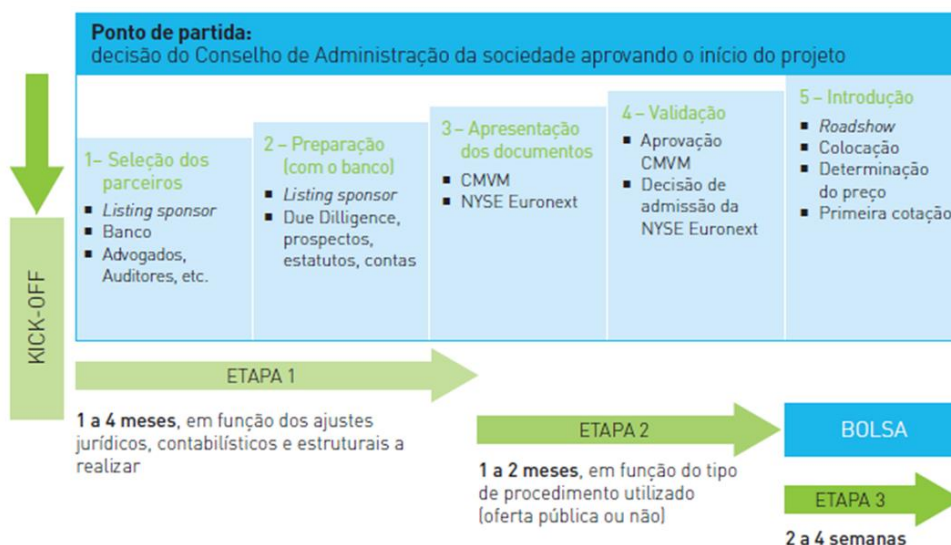 Ponto de partida:
decisão do Conselho de Administração da sociedade aprovando o início do projeto
KICK-OFF
1– Seleção dos
parceiros
▪ Listing sponsor
▪ Banco
▪ Advogados,
Auditores, etc.
2 – Preparação
(com o banco)
▪ Listing sponsor
▪ Due Dilligence,
prospectos,
estatutos, contas
3 – Apresentação
dos documentos
▪ CMVM
▪ NYSE Euronext
4 – Validação
▪ Aprovação
CMVM
▪ Decisão de
admissão da
NYSE Euronext
5 – Introdução
▪ Roadshow
▪ Colocação
▪ Determinação
do preço
▪ Primeira cotação
ETAPA 1
1 a 4 meses, em função dos ajustes
jurídicos, contabilísticos e estruturais a
realizar
ETAPA 2
1 a 2 meses, em função do tipo
de procedimento utilizado
(oferta pública ou não)
BOLSA
ETAPA 3
2 a 4 semanas